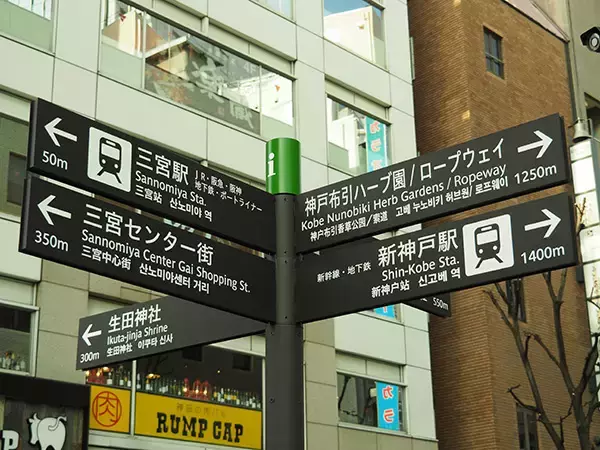 三宮駅
JR・阪急・阪神
地下鉄・ポートライナー
Sannomiya Sta.
三宫站 산노미야 역
50m
i
神戸布引ハーブ園/ロープウェイ
Kobe Nunobiki Herb Gardens / Ropeway
神户布引香草公园/索道 고베 누노비키 허브원/ 로프웨이
1250m
三宮センター街
Sannomiya Center Gai Shopping St.
三宫中心街 산노미야센터 거리
350m
新神戸駅
新幹線・地下鉄
Shin-Kobe Sta.
新神户站 신고베 역
1400m
550m
生田神社
Ikuta-jinja Shrine
生田神社 이쿠타 신사
300m
肉
RUMP CAP
カラ